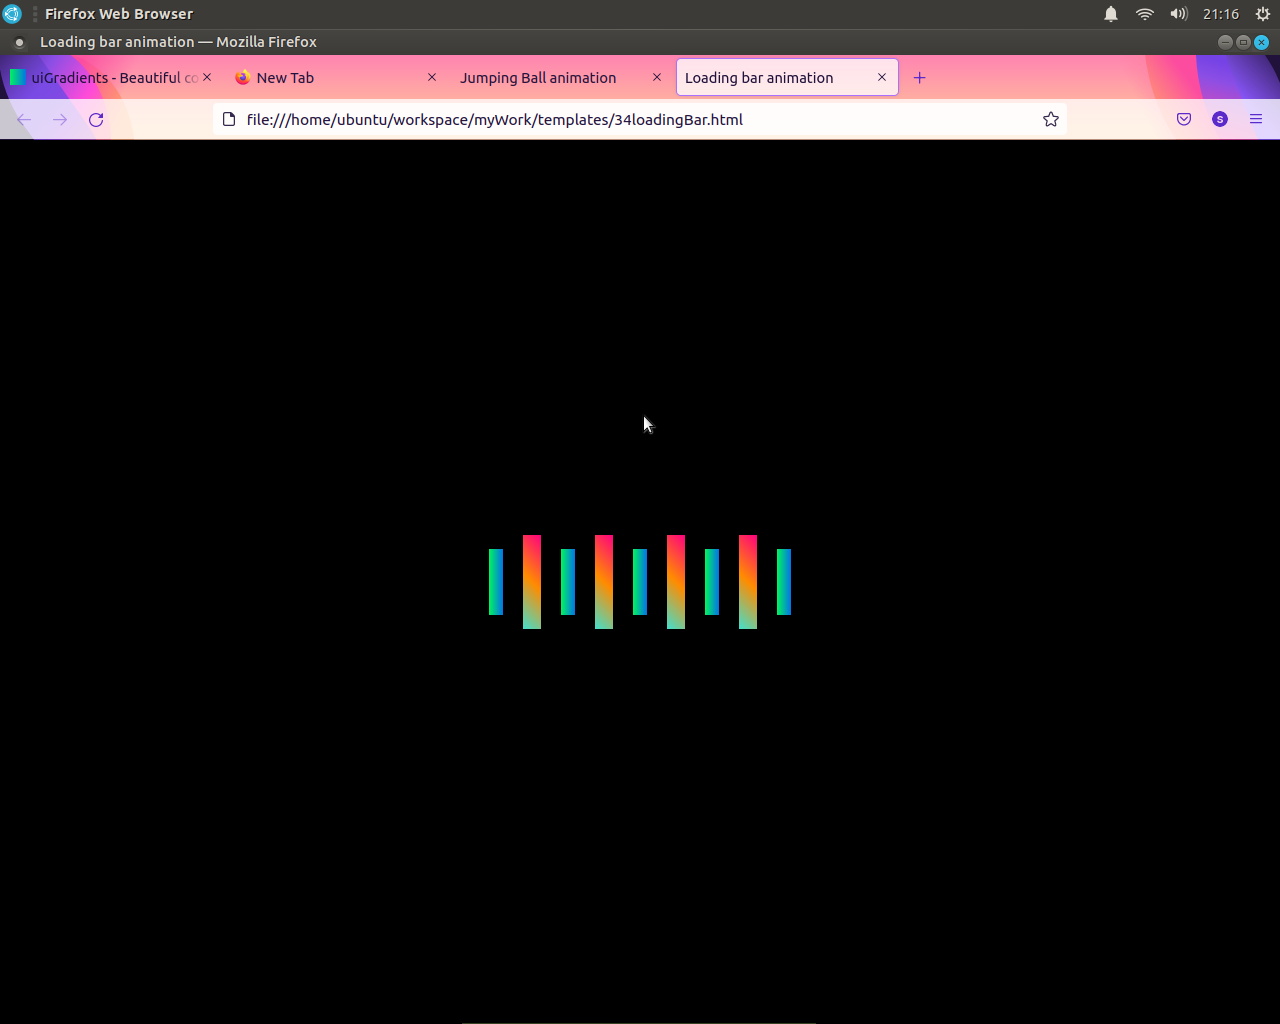 Firefox Web Browser
21:16
Loading bar animation — Mozilla Firefox
uiGradients - Beautiful co
New Tab
Jumping Ball animation
Loading bar animation
file:///home/ubuntu/workspace/myWork/templates/34loadingBar.html
S